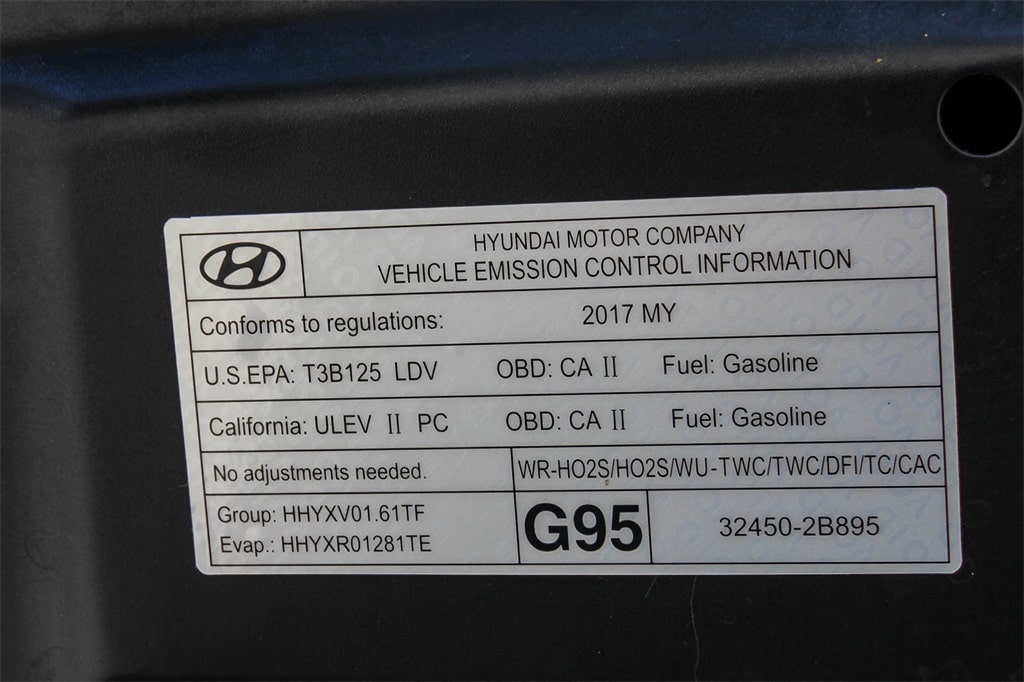 HYUNDAI MOTOR COMPANY
VEHICLE EMISSION CONTROL INFORMATION
Conforms to regulations: 2017 MY
U.S.EPA: T3B125 LDV OBD: CA II Fuel: Gasoline
California: ULEV II PC OBD: CA II Fuel: Gasoline
No adjustments needed. WR-HO2S/HO2S/WU-TWC/TWC/DFI/TC/CAC
Group: HHYXV01.61TF
Evap.: HHYXR01281TE
G95 32450-2B895